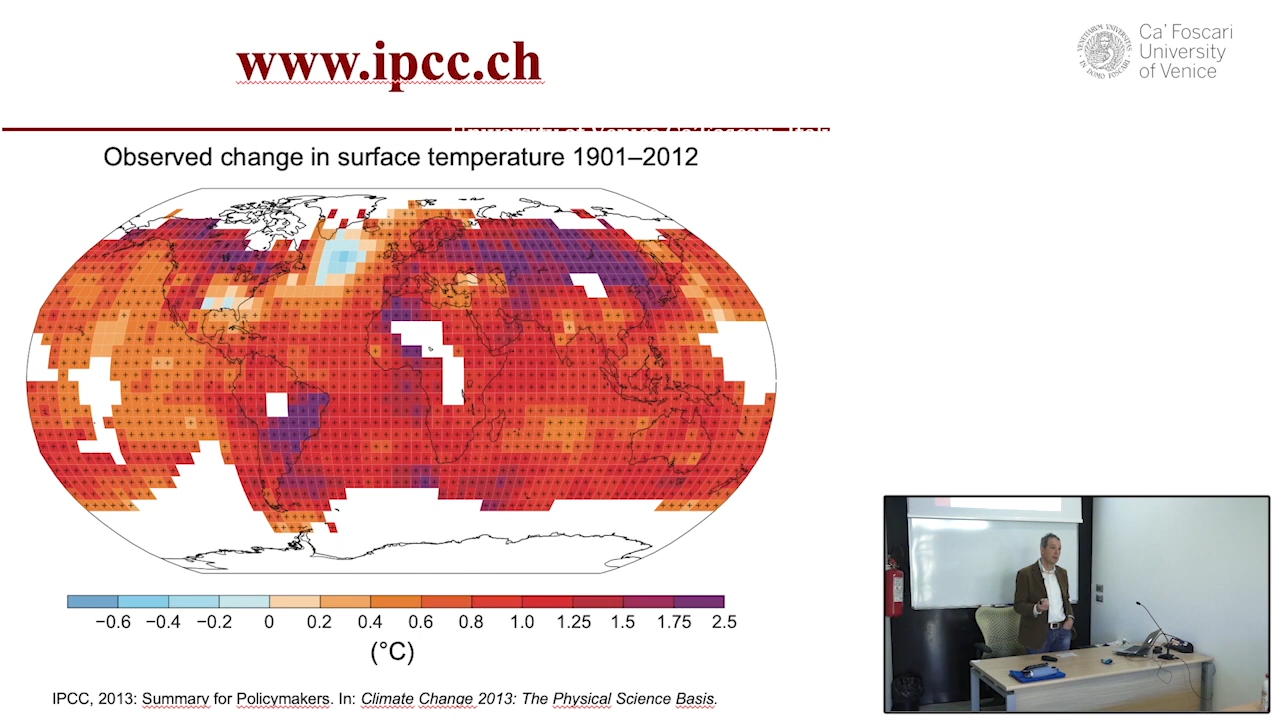 www.ipcc.ch
Ca' Foscari
University
of Venice
Observed change in surface temperature 1901–2012
−0.6 −0.4 −0.2 0 0.2 0.4 0.6 0.8 1.0 1.25 1.5 1.75 2.5
(°C)
IPCC, 2013: Summary for Policymakers. In: Climate Change 2013: The Physical Science Basis.